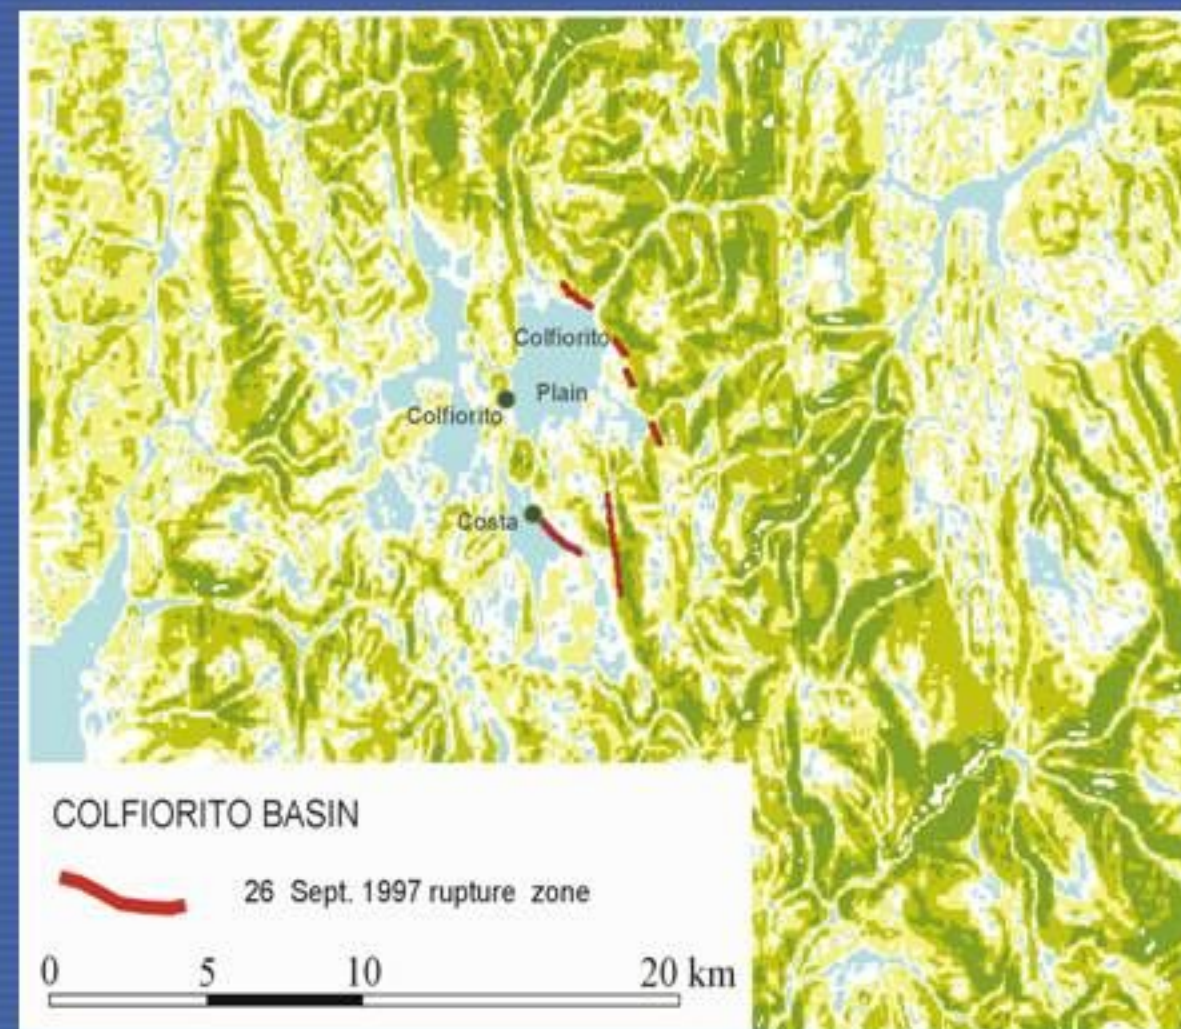 Colfiorito
Plain
Colfiorito
Costa
COLFIORITO BASIN
26 Sept. 1997 rupture zone
0 5 10 20 km